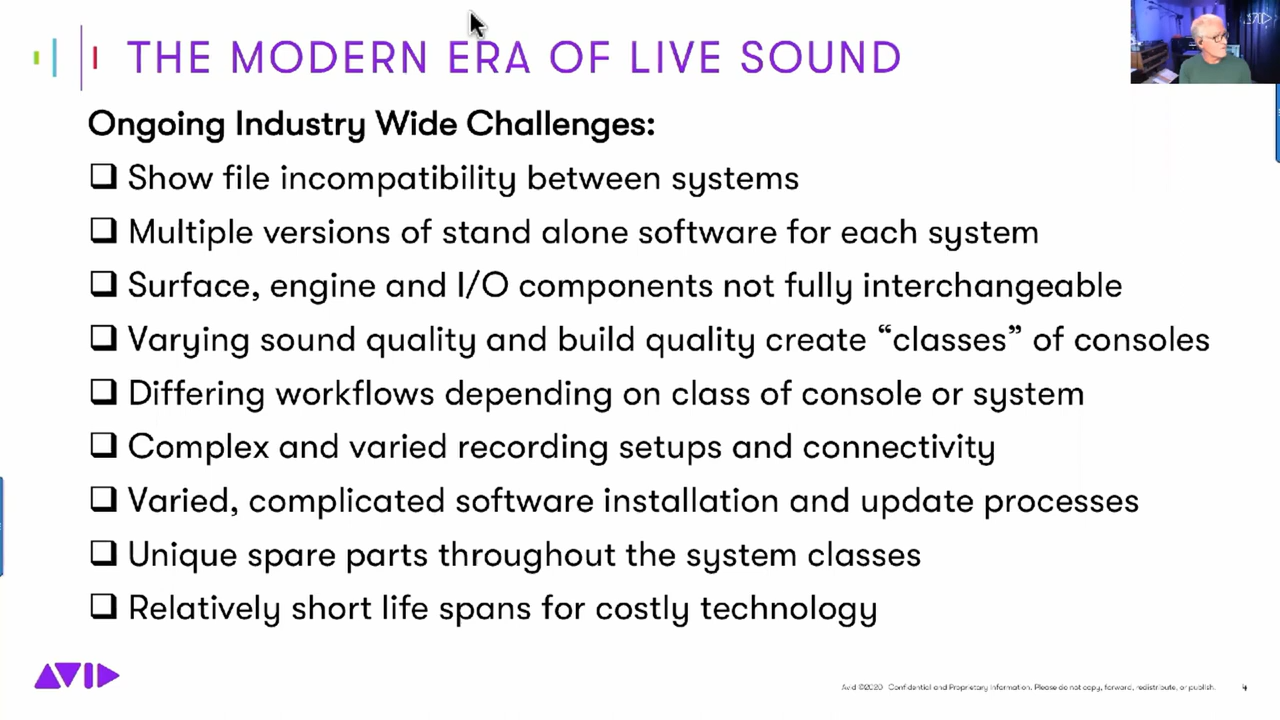 THE MODERN ERA OF LIVE SOUND
AVID
Ongoing Industry Wide Challenges:
Show file incompatibility between systems
Multiple versions of stand alone software for each system
Surface, engine and I/O components not fully interchangeable
Varying sound quality and build quality create “classes” of consoles
Differing workflows depending on class of console or system
Complex and varied recording setups and connectivity
Varied, complicated software installation and update processes
Unique spare parts throughout the system classes
Relatively short life spans for costly technology
AVID
Avid ©2020 Confidential and Proprietary Information. Please do not copy, forward, redistribute, or publish. 4